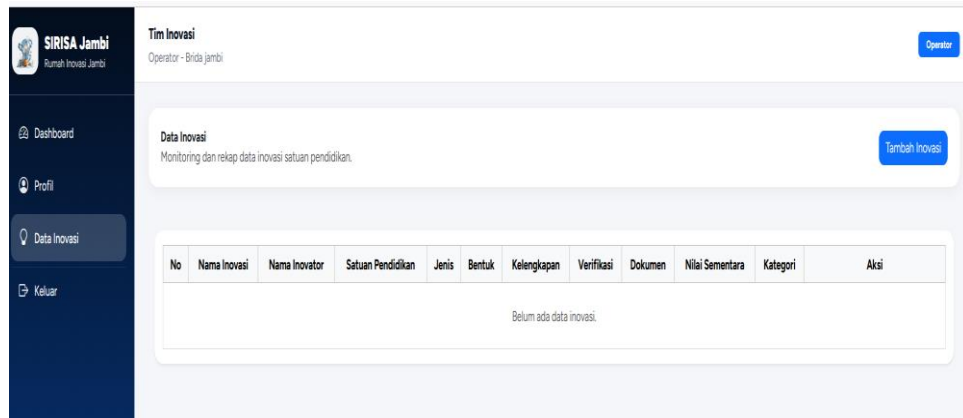 SIRISA Jambi
Rumah Inovasi Jambi
Dashboard
Profil
Data Inovasi
Keluar
Tim Inovasi
Operator - Brida jambi
Operator
Data Inovasi
Monitoring dan rekap data inovasi satuan pendidikan.
Tambah Inovasi
No Nama Inovasi Nama Inovator Satuan Pendidikan Jenis Bentuk Kelengkapan Verifikasi Dokumen Nilai Sementara Kategori Aksi
Belum ada data inovasi.